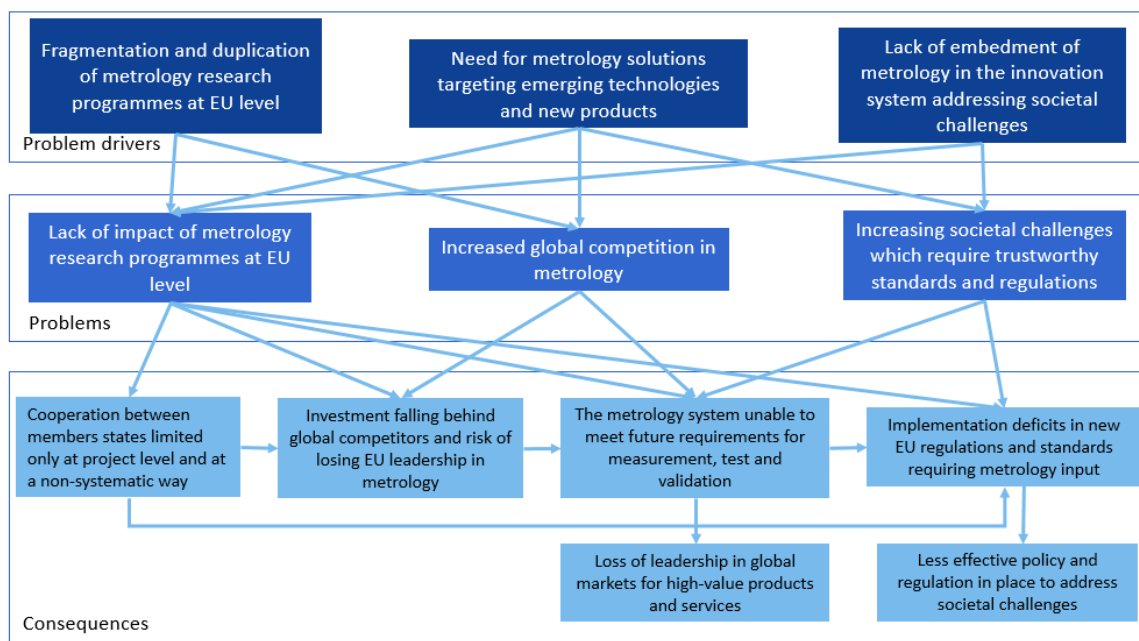 Fragmentation and duplication
of metrology research
programmes at EU level
Need for metrology solutions
targeting emerging technologies
and new products
Lack of embedment of
metrology in the innovation
system addressing societal
challenges
Problem drivers
Lack of impact of metrology
research programmes at EU
level
Increased global competition in
metrology
Increasing societal challenges
which require trustworthy
standards and regulations
Problems
Cooperation between
members states limited
only at project level and at
a non-systematic way
Investment falling behind
global competitors and risk of
losing EU leadership in
metrology
The metrology system unable to
meet future requirements for
measurement, test and
validation
Implementation deficits in new
EU regulations and standards
requiring metrology input
Loss of leadership in global
markets for high-value products
and services
Less effective policy and
regulation in place to address
societal challenges
Consequences